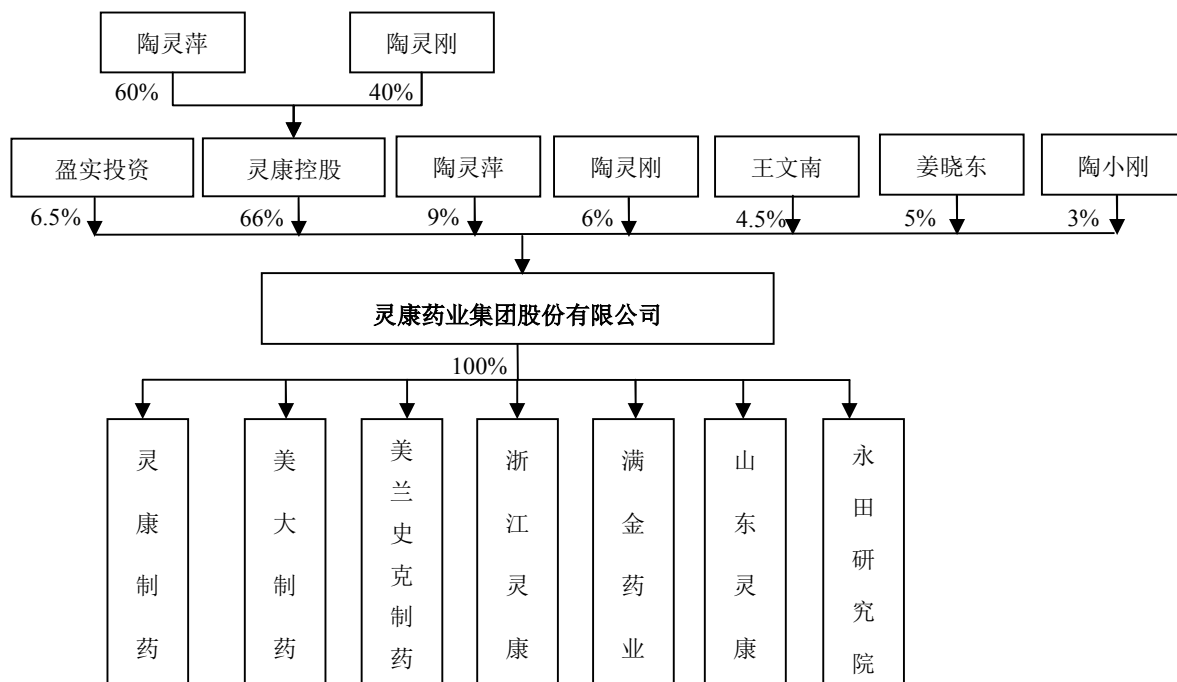 陶灵萍
陶灵刚
60%
40%
盈实投资
灵康控股
陶灵萍
陶灵刚
王文南
姜晓东
陶小刚
6.5%
66%
9%
6%
4.5%
5%
3%
灵康药业集团股份有限公司
100%
灵康制药
美大制药
美兰史克制药
浙江灵康
满金药业
山东灵康
永田研究院